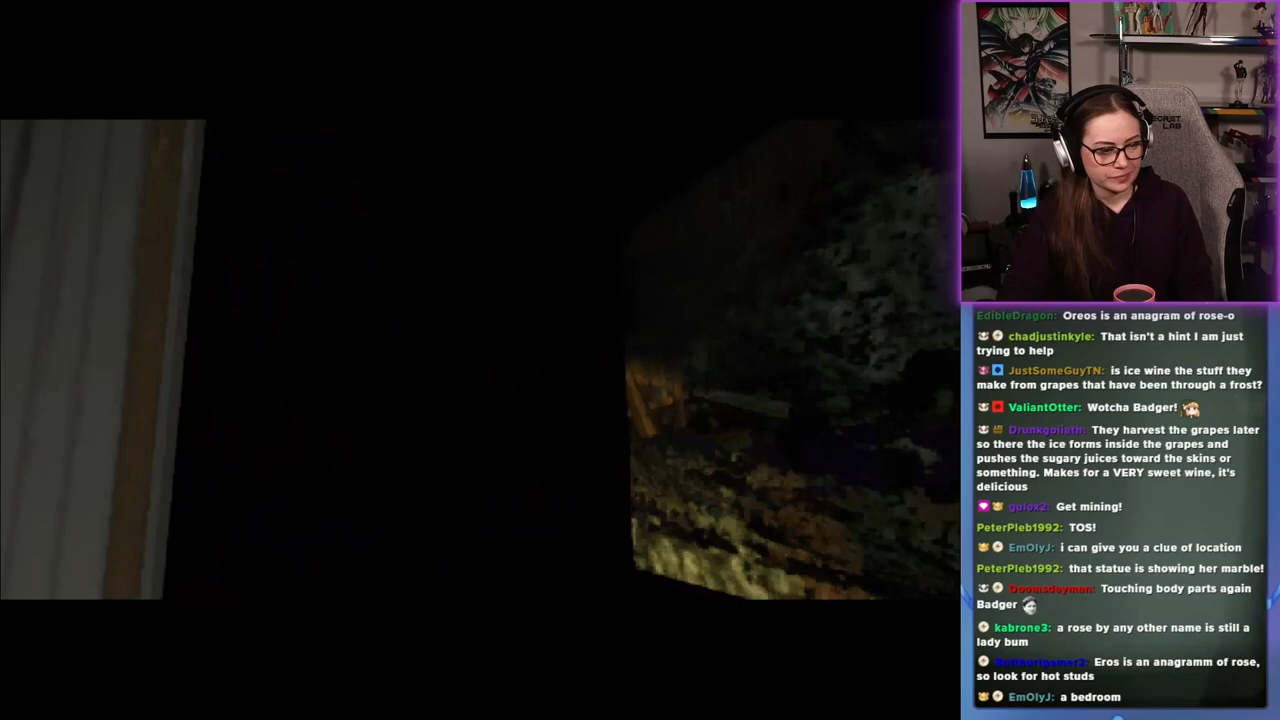 CRET
LAB
EdibleDragon: Oreos is an anagram of rose-o
chadjustinkyle: That isn't a hint I am just
trying to help
JustSomeGuyTN: is ice wine the stuff they
make from grapes that have been through a frost?
ValiantOtter: Wotcha Badger!
Drunkgoliath: They harvest the grapes later
so there the ice forms inside the grapes and
pushes the sugary juices toward the skins or
something. Makes for a VERY sweet wine, it's
delicious
gulox2: Get mining!
PeterPleb1992: TOS!
EmOlyJ: i can give you a clue of location
PeterPleb1992: that statue is showing her marble!
Doomsdayman: Touching body parts again
Badger
kabrone3: a rose by any other name is still a
lady bum
Butthurtgamer2: Eros is an anagramm of rose,
so look for hot studs
EmOlyJ: a bedroom